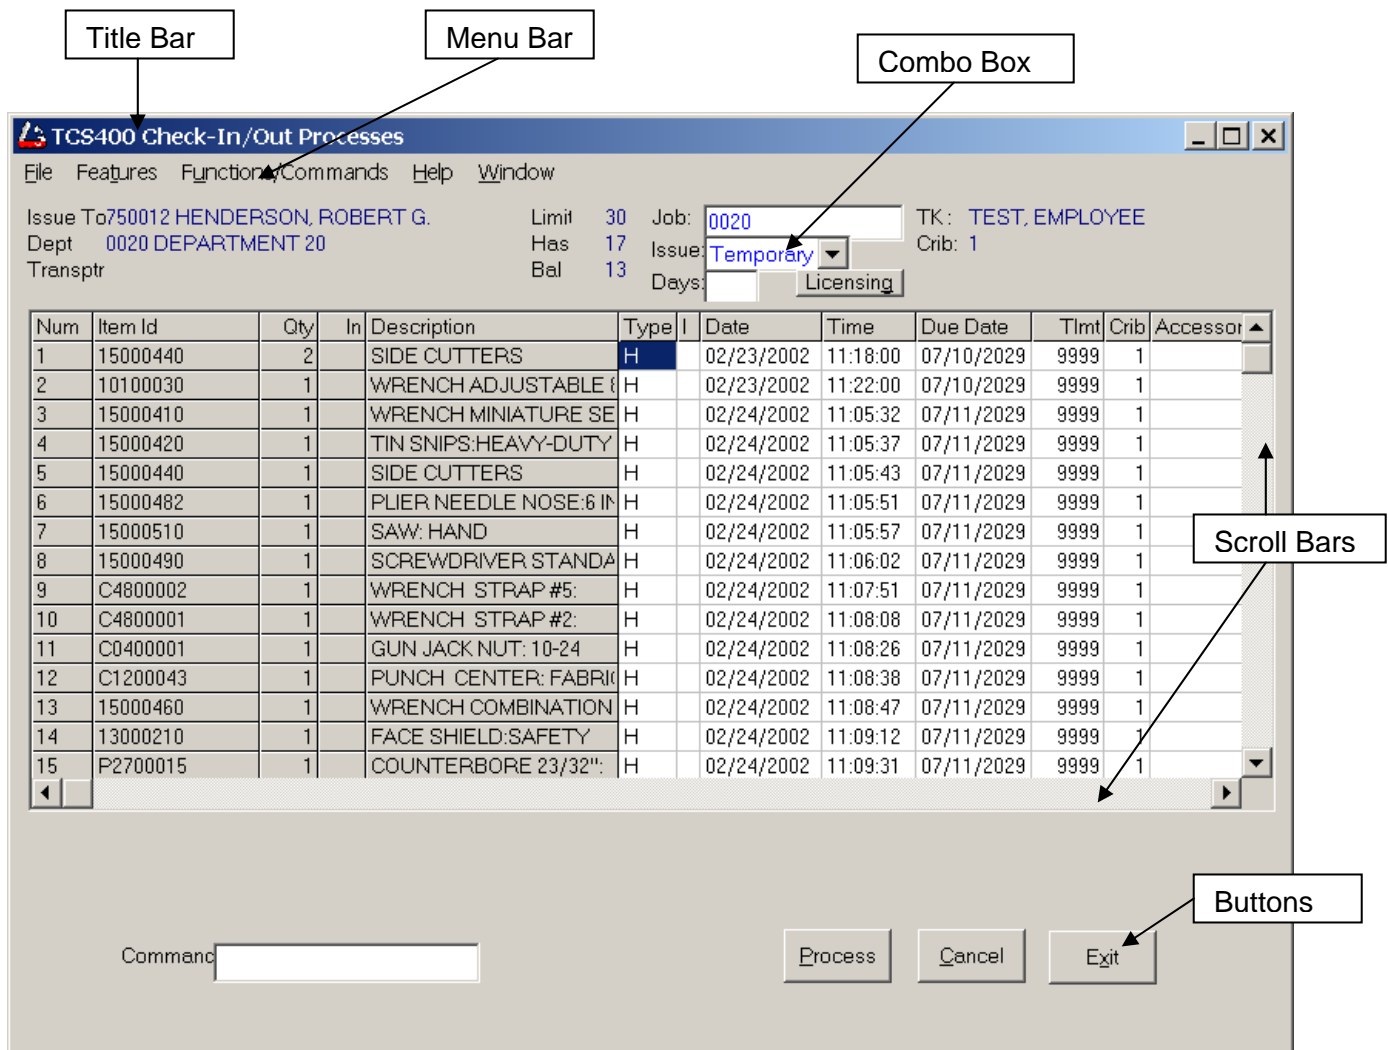 Title Bar
Menu Bar
Combo Box
TCS400 Check-In/Out Processes
File Features Functions/Commands Help Window
Issue To 750012 HENDERSON, ROBERT G. Limit 30 Job: 0020 TK: TEST, EMPLOYEE
Dept 0020 DEPARTMENT 20 Has 17 Issue: Temporary Crib: 1
Transptr Bal 13 Days: Licensing
Num Item Id Qty In Description Type I Date Time Due Date Tlmt Crib Accessor
1 15000440 2 SIDE CUTTERS H 02/23/2002 11:18:00 07/10/2029 9999 1
2 10100030 1 WRENCH ADJUSTABLE H 02/23/2002 11:22:00 07/10/2029 9999 1
3 15000410 1 WRENCH MINIATURE SE H 02/24/2002 11:05:32 07/11/2029 9999 1
4 15000420 1 TIN SNIPS:HEAVY-DUTY H 02/24/2002 11:05:37 07/11/2029 9999 1
5 15000440 1 SIDE CUTTERS H 02/24/2002 11:05:43 07/11/2029 9999 1
6 15000482 1 PLIER NEEDLE NOSE:6 IN H 02/24/2002 11:05:51 07/11/2029 9999 1
7 15000510 1 SAW: HAND H 02/24/2002 11:05:57 07/11/2029 9999 1
8 15000490 1 SCREWDRIVER STANDA H 02/24/2002 11:06:02 07/11/2029 9999 1
9 C4800002 1 WRENCH STRAP #5: H 02/24/2002 11:07:51 07/11/2029 9999 1
10 C4800001 1 WRENCH STRAP #2: H 02/24/2002 11:08:08 07/11/2029 9999 1
11 C0400001 1 GUN JACK NUT: 10-24 H 02/24/2002 11:08:26 07/11/2029 9999 1
12 C1200043 1 PUNCH CENTER: FABRI H 02/24/2002 11:08:38 07/11/2029 9999 1
13 15000460 1 WRENCH COMBINATION H 02/24/2002 11:08:47 07/11/2029 9999 1
14 13000210 1 FACE SHIELD:SAFETY H 02/24/2002 11:09:12 07/11/2029 9999 1
15 P2700015 1 COUNTERBORE 23/32": H 02/24/2002 11:09:31 07/11/2029 9999 1
Scroll Bars
Buttons
Commanc Process Cancel Exit